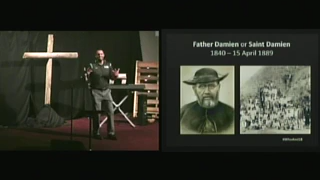 Father Damien or Saint Damien
1840 – 15 April 1889